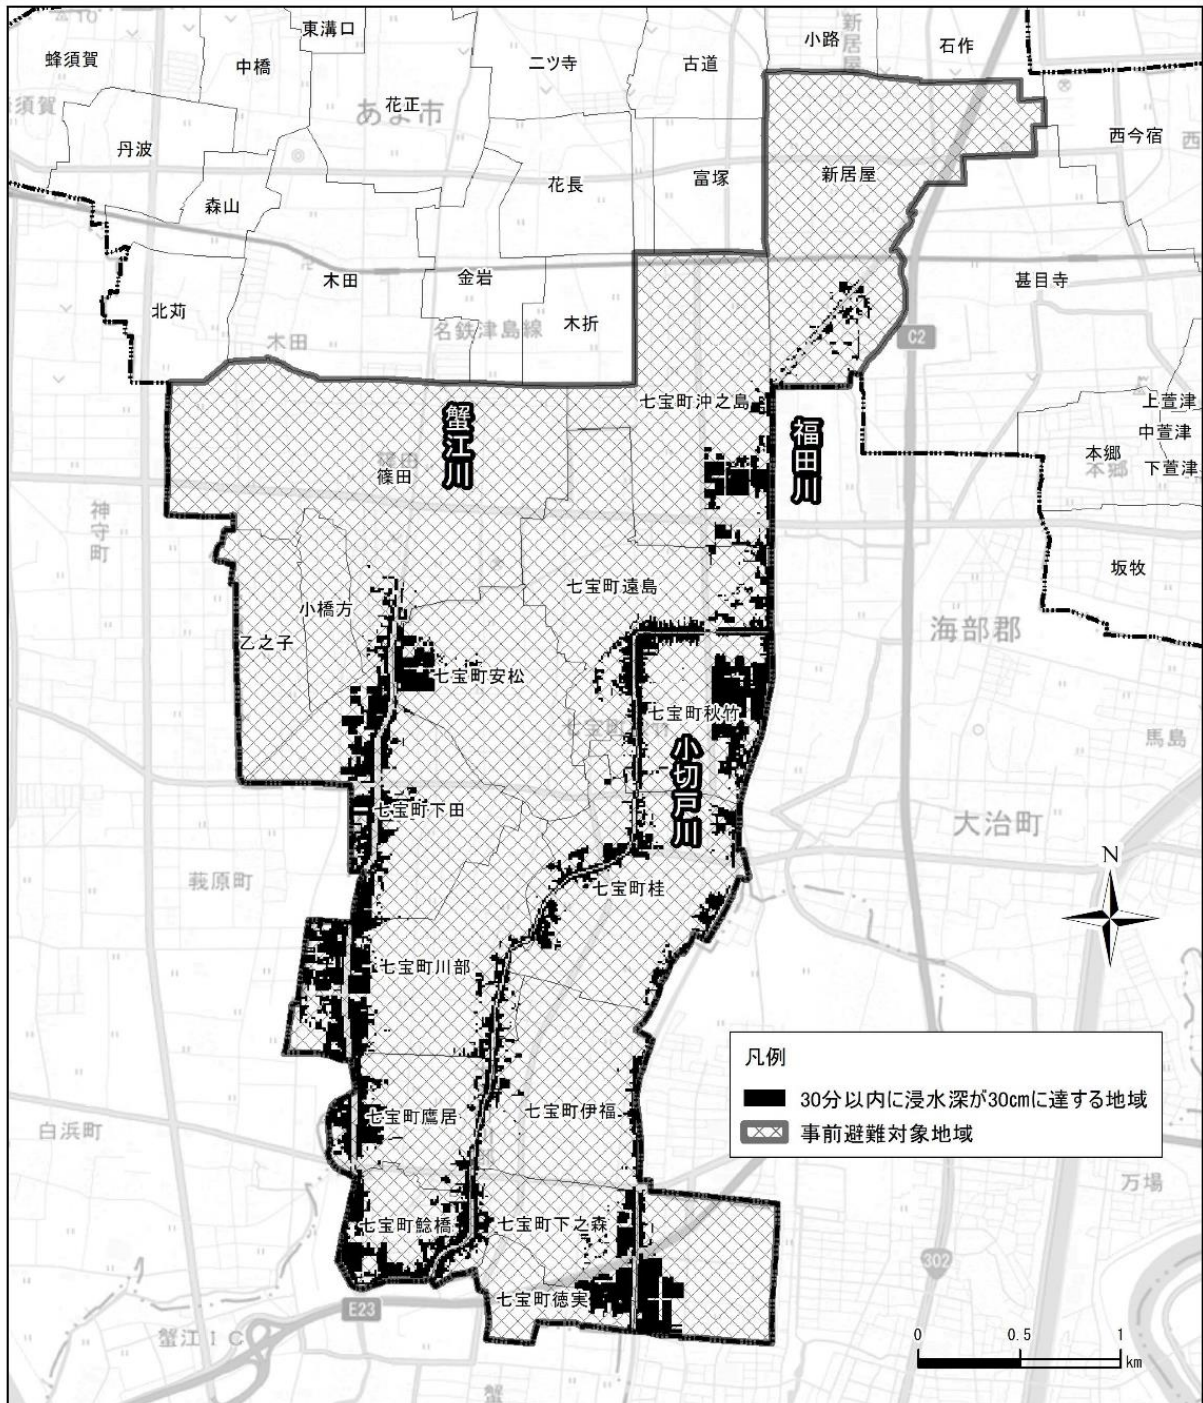 東溝口
小路
新居屋
石作
蜂須賀
須賀
中橋
二ツ寺
古道
花正
あま市
丹波
西今宿
西
花長
富塚
新居屋
森山
木田
金岩
甚目寺
北苅
木折
木田
名鉄津島線
C2
七宝町沖之島
上萱津
蟹江川
福田川
中萱津
本郷
本郷
下萱津
篠田
神守町
坂牧
七宝町遠島
小橋方
海部郡
乙之子
七宝町安松
七宝町秋竹
馬島
小切戸川
七宝町下田
大治町
N
莪原町
七宝町桂
七宝町川部
凡例
30分以内に浸水深が30cmに達する地域
事前避難対象地域
七宝町鷹居
七宝町伊福
白浜町
万場
七宝町鯰橋
七宝町下之森
302
七宝町徳実
E23
蟹江IC
0 0.5 1
km
蟹